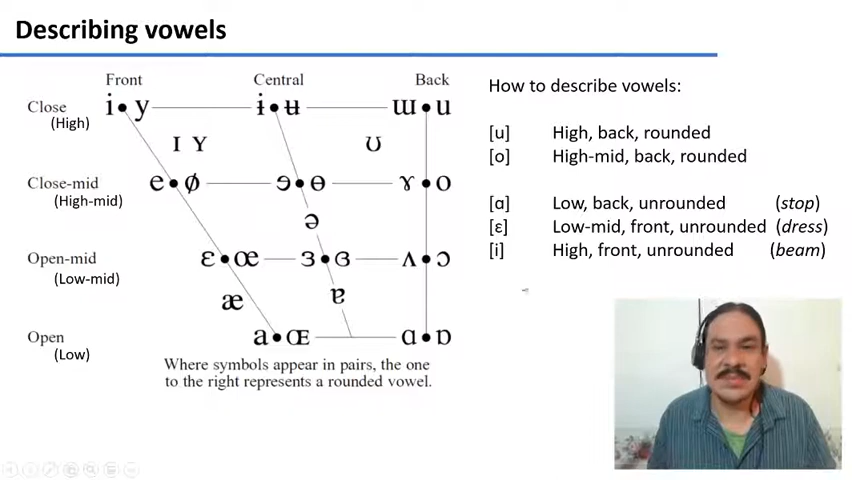 Describing vowels
Front Central Back
Close i y ɨ ʉ ɯ u
(High)
ɪ ʏ ʊ
Close-mid e ø ɘ ɵ ɤ o
(High-mid)
ə
Open-mid ɛ œ ɜ ɞ ʌ ɔ
(Low-mid)
æ ɐ
Open a Œ ɑ ɒ
(Low)
Where symbols appear in pairs, the one
to the right represents a rounded vowel.
How to describe vowels:
[u] High, back, rounded
[o] High-mid, back, rounded
[ɑ] Low, back, unrounded (stop)
[ɛ] Low-mid, front, unrounded (dress)
[i] High, front, unrounded (beam)